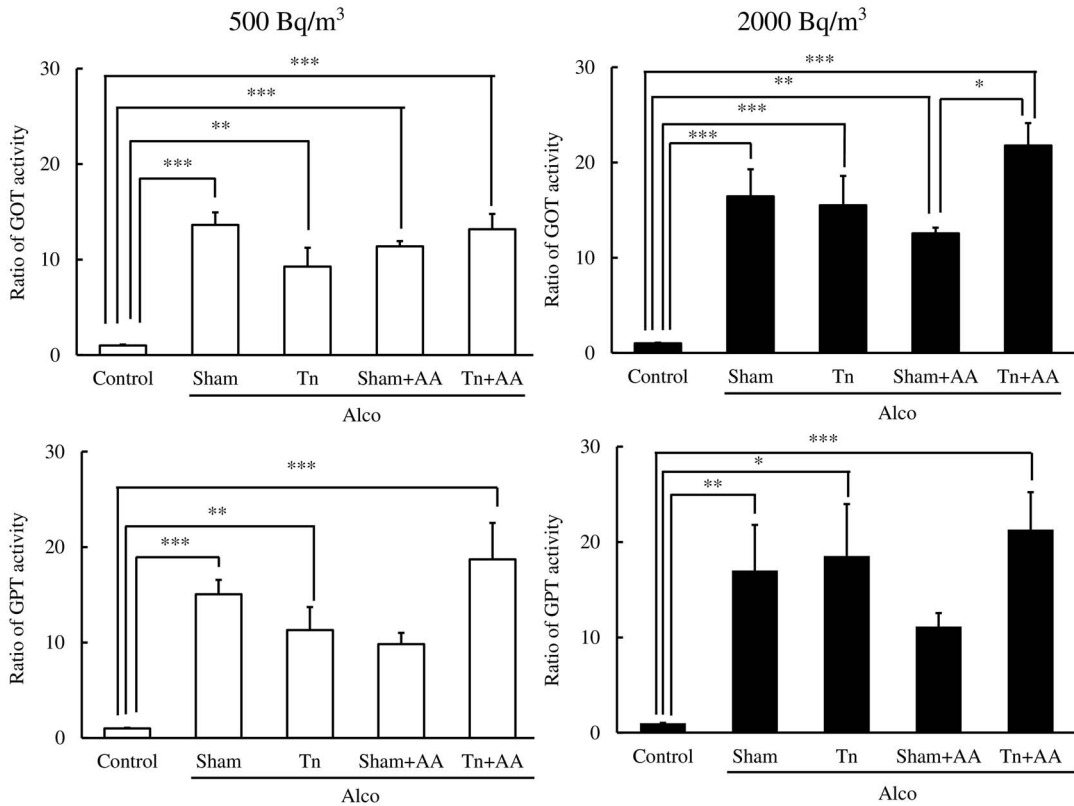 500 Bq/m³
2000 Bq/m³
Ratio of GOT activity
30
20
10
0
***
***
**
***
Control Sham Tn Sham+AA Tn+AA
Alco
Ratio of GOT activity
30
20
10
0
***
**
*
***
***
Control Sham Tn Sham+AA Tn+AA
Alco
Ratio of GPT activity
30
20
10
0
***
**
***
Control Sham Tn Sham+AA Tn+AA
Alco
Ratio of GPT activity
30
20
10
0
***
*
**
Control Sham Tn Sham+AA Tn+AA
Alco